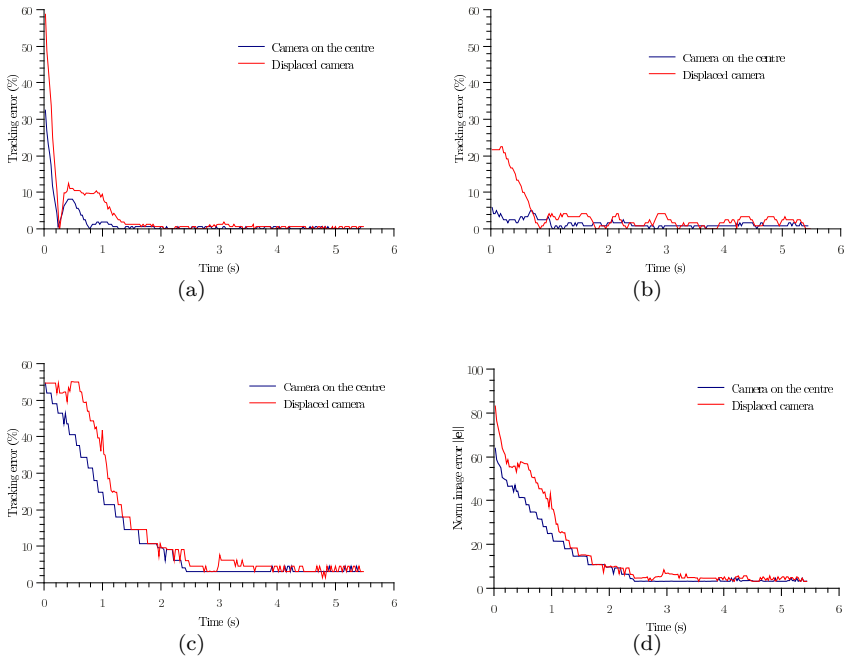 60
50
40
30
20
10
0
Tracking error (%)
Camera on the centre
Displaced camera
0 1 2 3 4 5 6
Time (s)
(a)
60
50
40
30
20
10
0
Tracking error (%)
Camera on the centre
Displaced camera
0 1 2 3 4 5 6
Time (s)
(b)
60
50
40
30
20
10
0
Tracking error (%)
Camera on the centre
Displaced camera
0 1 2 3 4 5 6
Time (s)
(c)
100
80
60
40
20
0
Norm image error ||e||
Camera on the centre
Displaced camera
0 1 2 3 4 5 6
Time (s)
(d)